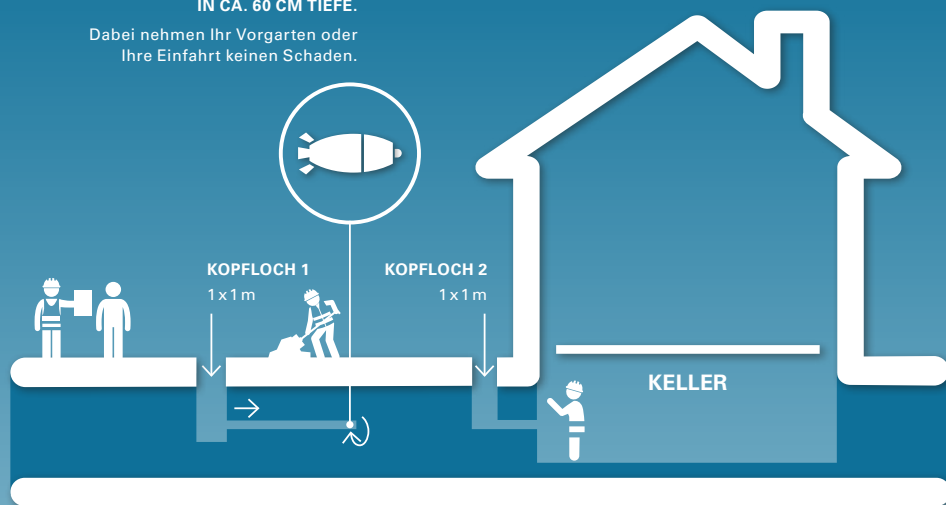 IN CA. 60 CM TIEFE.
Dabei nehmen Ihr Vorgarten oder
Ihre Einfahrt keinen Schaden.
KOPFLOCH 1
1 x 1 m
KOPFLOCH 2
1 x 1 m
KELLER